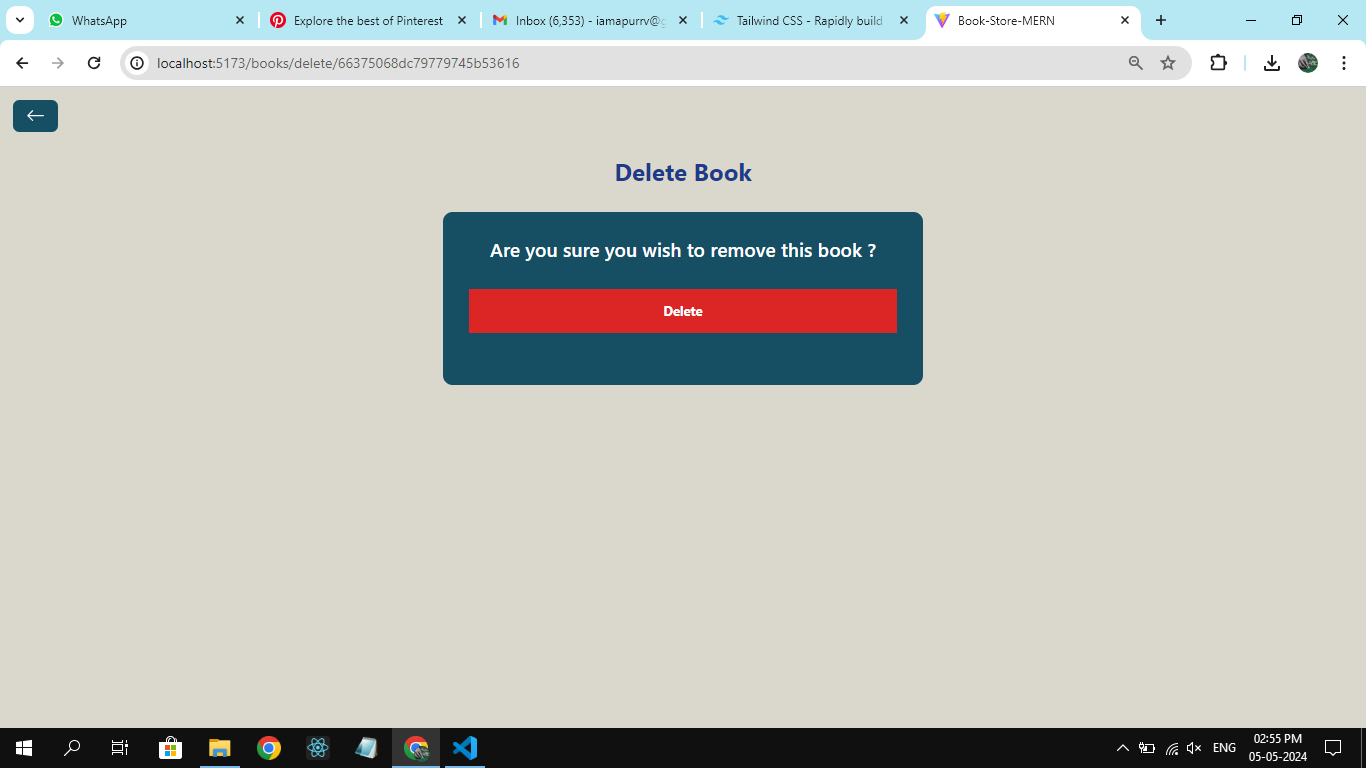 WhatsApp
Explore the best of Pinterest
Inbox (6,353) - iamapurrv@g
Tailwind CSS - Rapidly build
Book-Store-MERN
localhost:5173/books/delete/66375068dc79779745b53616
Delete Book
Are you sure you wish to remove this book ?
Delete
ENG
02:55 PM
05-05-2024